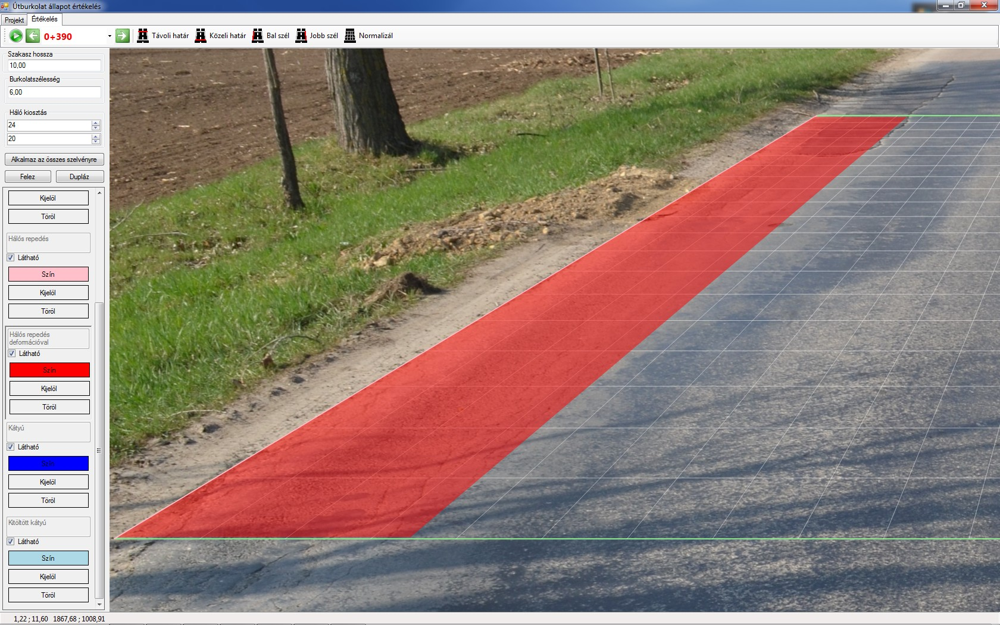 Útburkolat állapot értékelés
Projekt
Értékelés
0+390
Távoli határ
Közeli határ
Bal szél
Jobb szél
Normalizál
Szakasz hossza
10,00
Burkolatszélesség
6,00
Háló kiosztás
24
20
Alkalmaz az összes szelvényre
Felez
Dupláz
Kijelöl
Töröl
Hálós repedés
Látható
Szín
Kijelöl
Töröl
Hálós repedés
deformációval
Látható
Szín
Kijelöl
Töröl
Kátyú
Látható
Szín
Kijelöl
Töröl
Kitöltött kátyú
Látható
Szín
Kijelöl
Töröl
1,22 ; 11,60 1867,68 ; 1008,91